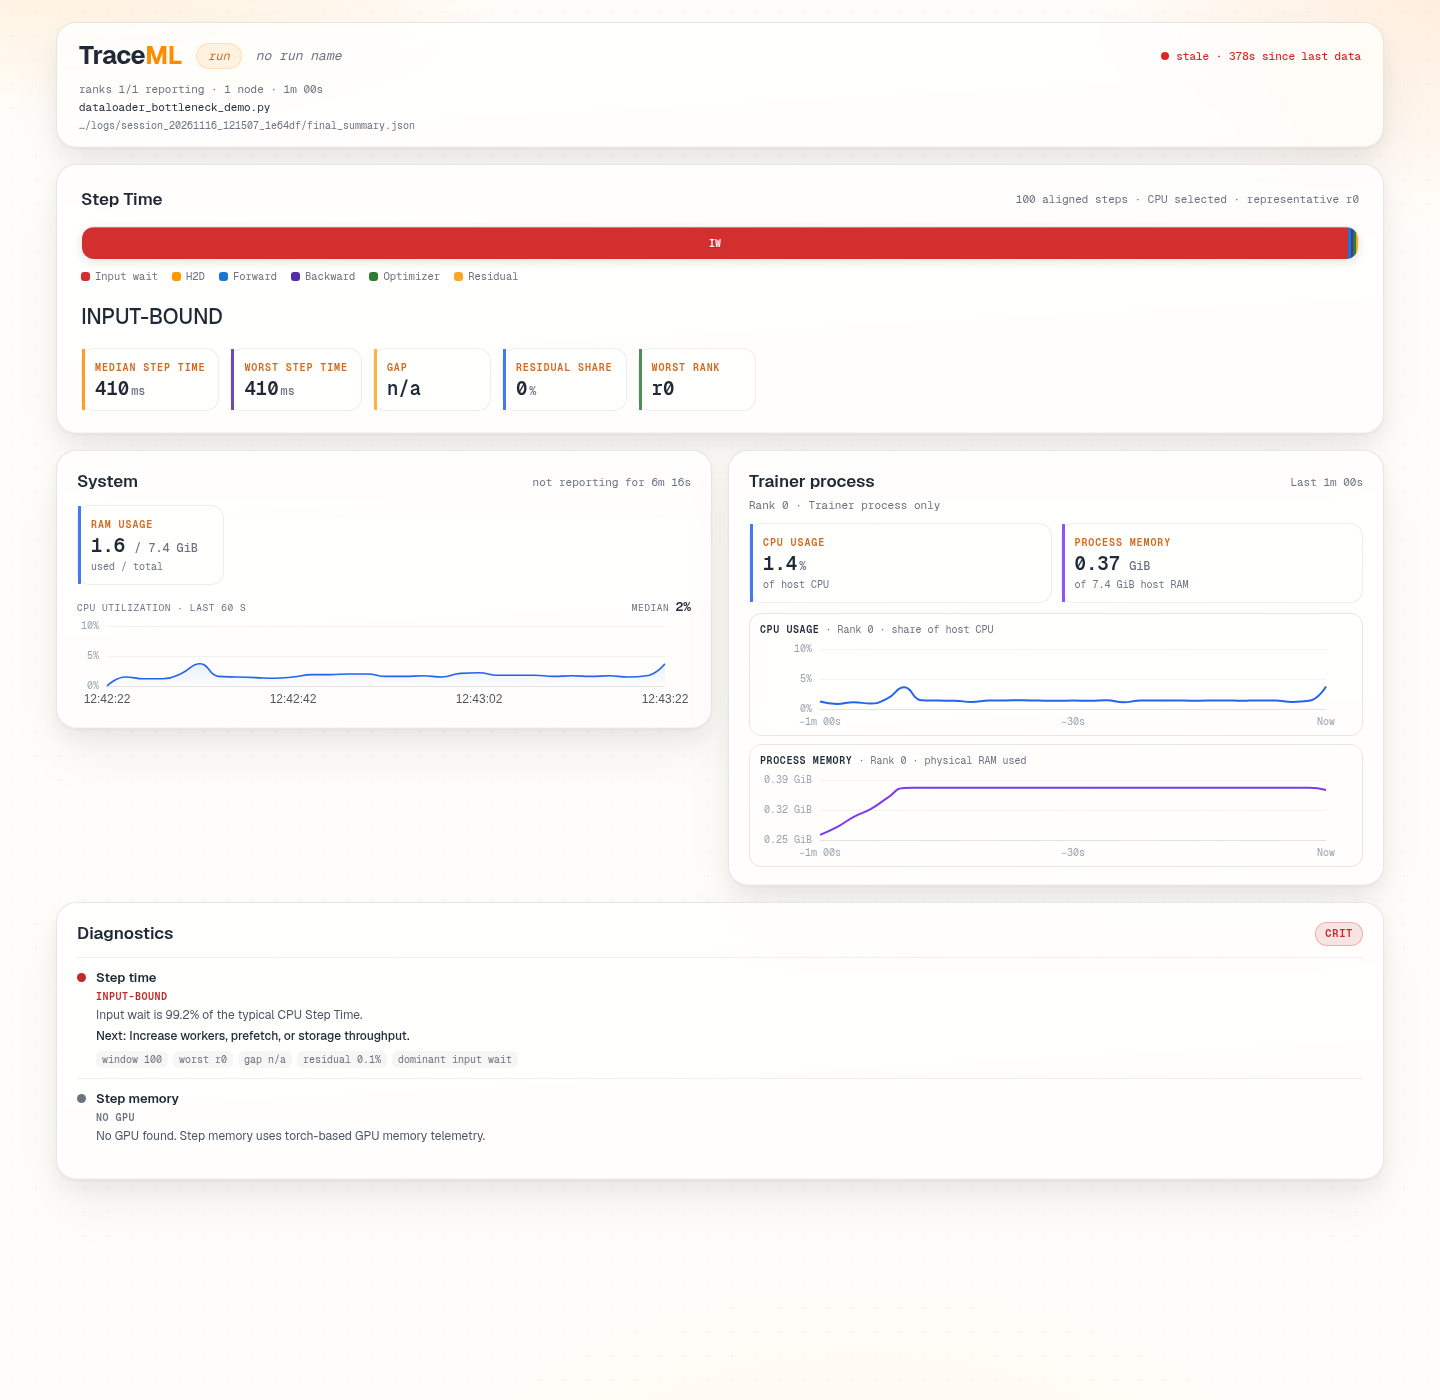 TraceML run no run name
stale · 378s since last data
ranks 1/1 reporting · 1 node · 1m 00s
dataloader_bottleneck_demo.py
…/logs/session_20261116_121507_1e64df/final_summary.json
Step Time
100 aligned steps · CPU selected · representative r0
IW
Input wait H2D Forward Backward Optimizer Residual
INPUT-BOUND
MEDIAN STEP TIME
410ms
WORST STEP TIME
410ms
GAP
n/a
RESIDUAL SHARE
0%
WORST RANK
r0
System
not reporting for 6m 16s
RAM USAGE
1.6 / 7.4 GiB
used / total
CPU UTILIZATION · LAST 60 S
MEDIAN 2%
10%
5%
0%
12:42:22 12:42:42 12:43:02 12:43:22
Trainer process
Last 1m 00s
Rank 0 · Trainer process only
CPU USAGE
1.4%
of host CPU
PROCESS MEMORY
0.37 GiB
of 7.4 GiB host RAM
CPU USAGE · Rank 0 · share of host CPU
10%
5%
0%
-1m 00s -30s Now
PROCESS MEMORY · Rank 0 · physical RAM used
0.39 GiB
0.32 GiB
0.25 GiB
-1m 00s -30s Now
Diagnostics
CRIT
Step time
INPUT-BOUND
Input wait is 99.2% of the typical CPU Step Time.
Next: Increase workers, prefetch, or storage throughput.
window 100 worst r0 gap n/a residual 0.1% dominant input wait
Step memory
NO GPU
No GPU found. Step memory uses torch-based GPU memory telemetry.